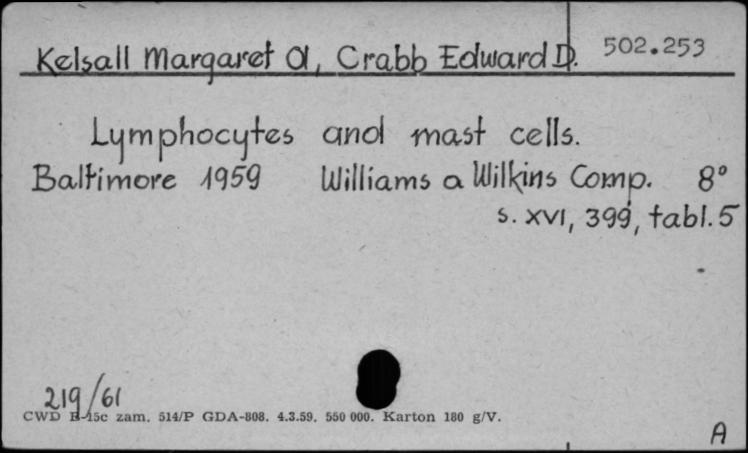 Kelsall Margaret A, Crabb Edward D. 502.253
Lymphocytes and mast cells.
Baltimore 1959 Williams a Wilkins Comp. 8°
s. XVI, 399, tabl. 5
219/61
CWD B-15c zam. 514/P GDA-808. 4.3.59. 550 000. Karton 180 g/V.
A